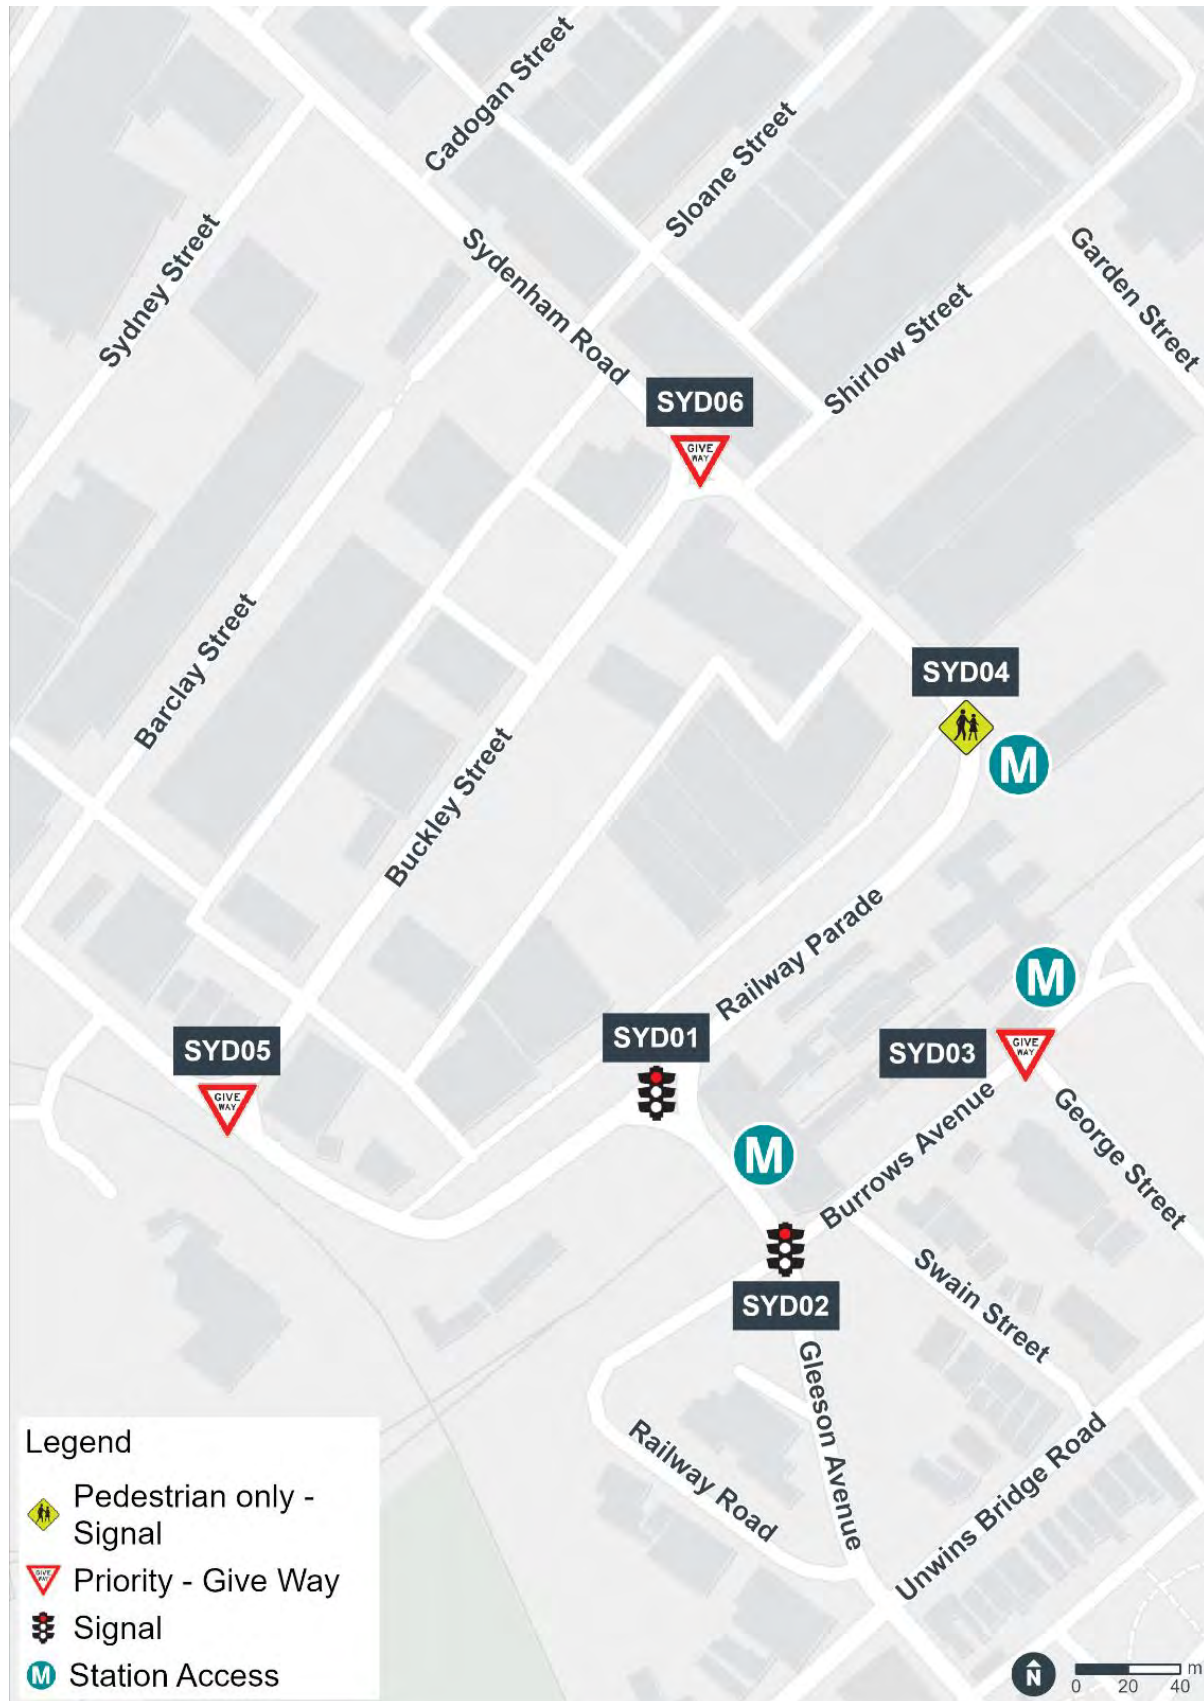 Cadogan Street
Sloane Street
Sydney Street
Sydenham Road
Garden Street
Shirlow Street
SYD06
GIVE
WAY
SYD04
M
Barclay Street
Buckley Street
Railway Parade
M
SYD01
SYD05
GIVE
WAY
SYD03
GIVE
WAY
M
Burrows Avenue
George Street
SYD02
Swain Street
Gleeson Avenue
Railway Road
Unwins Bridge Road
Legend
Pedestrian only -
Signal
GIVE
WAY
Priority - Give Way
Signal
M
Station Access
N
m
0 20 40